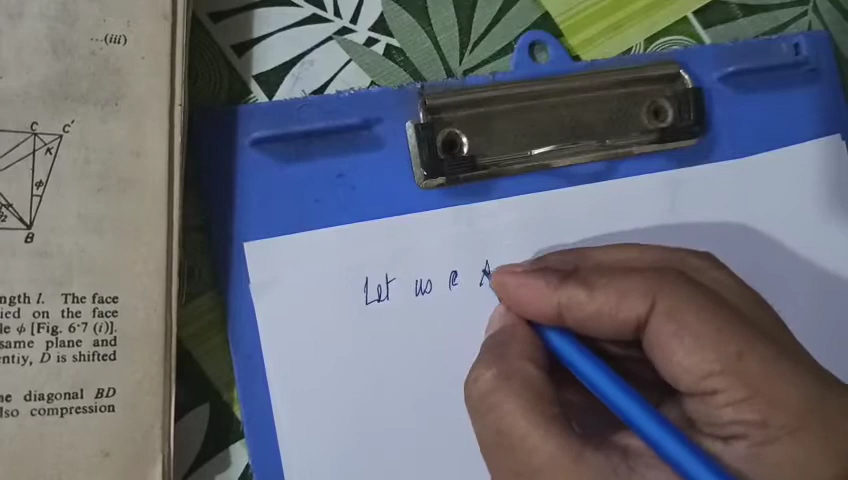 ...(iii)
C C'
K
φ
B
ngth l. The face
ied on the face
le φ [Fig. 6·7 (i)].
same plane and
ently, D is shifted
he diagonal BD
lso compression
Let us